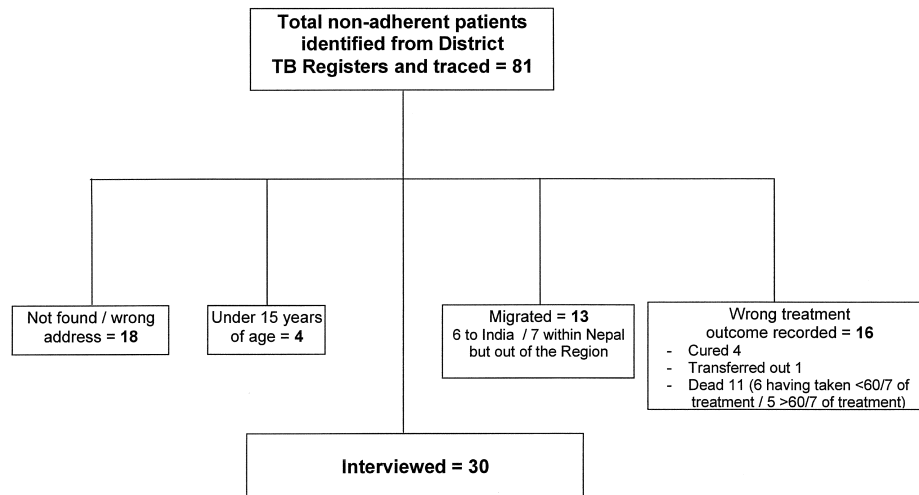 Total non-adherent patients
identified from District
TB Registers and traced = 81
Not found / wrong
address = 18
Under 15 years
of age = 4
Migrated = 13
6 to India / 7 within Nepal
but out of the Region
Wrong treatment
outcome recorded = 16
- Cured 4
- Transferred out 1
- Dead 11 (6 having taken <60/7 of
treatment / 5 >60/7 of treatment)
Interviewed = 30